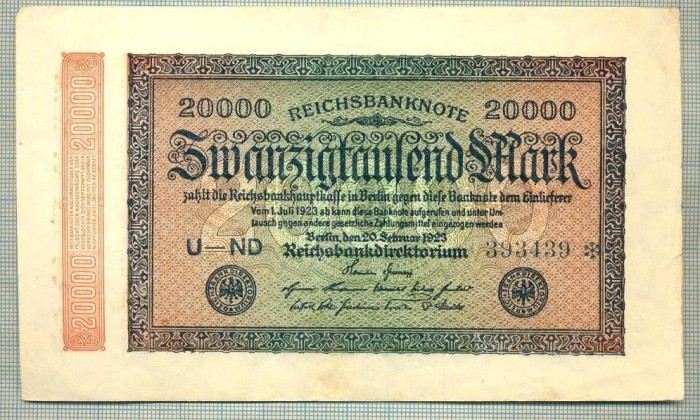 20000 REICHSBANKNOTE 20000
Zwanzigtausend Mark
zahlt die Reichsbankhauptkasse in Berlin gegen diese Banknote dem Einlieferer
Vom 1. Juli 1923 ab kann diese Banknote aufgerufen und unter Um-
tausch gegen andere gesetzliche Zahlungsmittel eingezogen werden
Berlin, den 20. Februar 1923
U—ND Reichsbankdirektorium 393439 *
20000
20000
20000